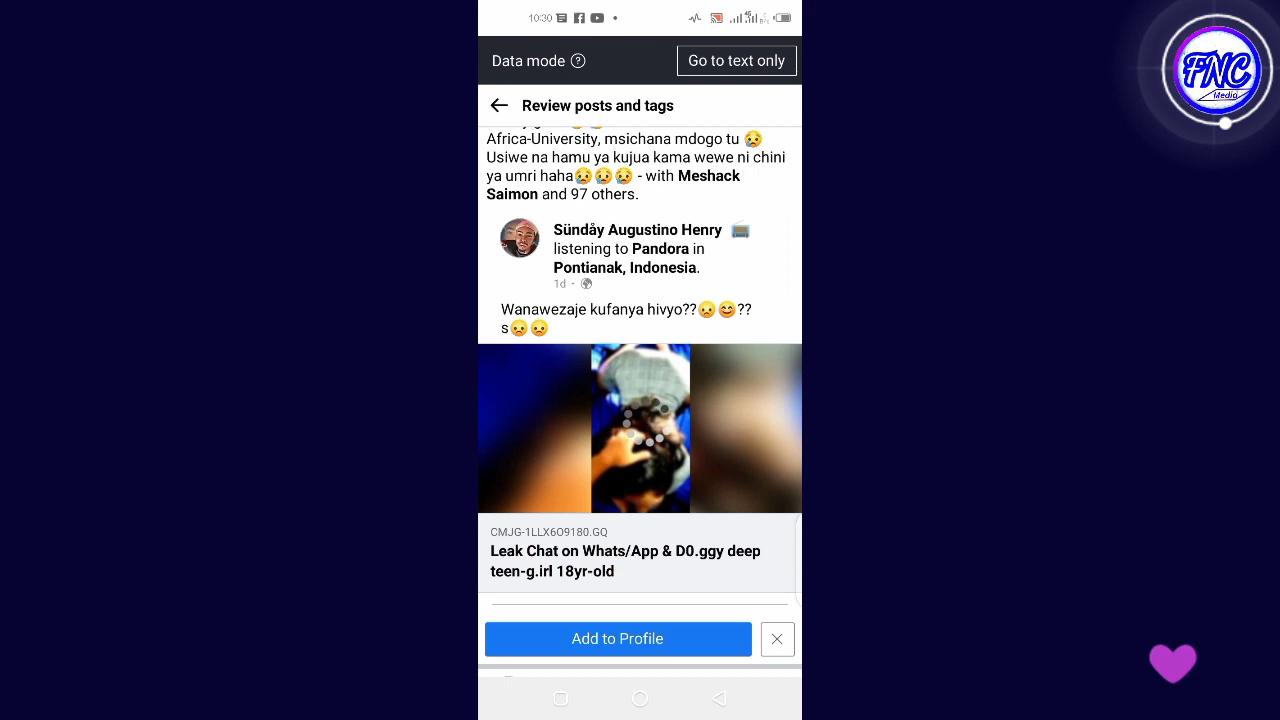 10:30
Data mode
Go to text only
Review posts and tags
Africa-University, msichana mdogo tu 😢
Usiwe na hamu ya kujua kama wewe ni chini
ya umri haha😢😢😢 - with Meshack
Saimon and 97 others.
Sündåy Augustino Henry 📻
listening to Pandora in
Pontianak, Indonesia.
1d ·
Wanawezaje kufanya hivyo??☹️😊??
s☹️☹️
CMJG-1LLX6O9180.GQ
Leak Chat on Whats/App & D0.ggy deep
teen-g.irl 18yr-old
Add to Profile
FNC
Media